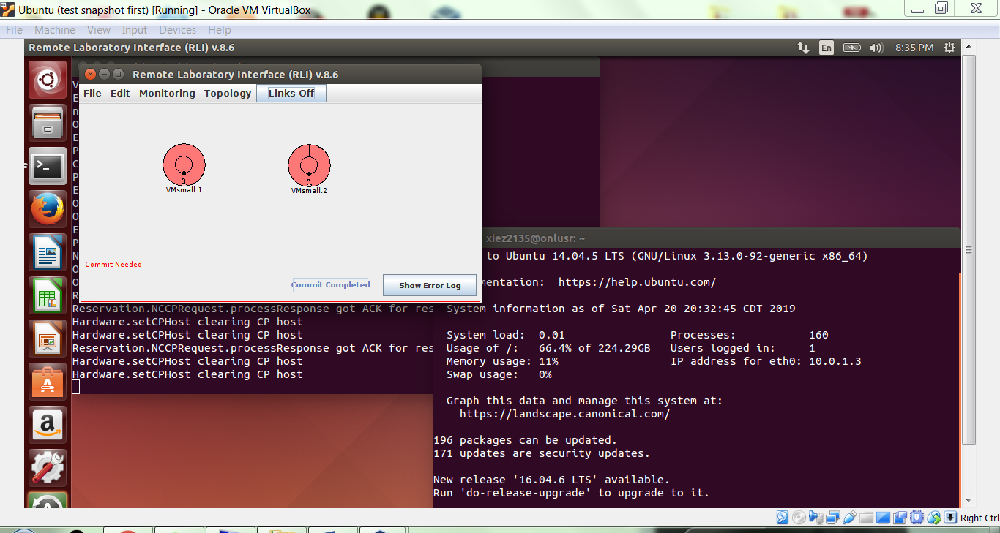 Ubuntu (test snapshot first) [Running] - Oracle VM VirtualBox
File Machine View Input Devices Help
Remote Laboratory Interface (RLI) v.8.6
En
8:35 PM
Remote Laboratory Interface (RLI) v.8.6
File Edit Monitoring Topology Links Off
VMsmall.1
VMsmall.2
Commit Needed
Commit Completed
Show Error Log
V
E
n
O
E
P
C
P
E
O
O
E
P
N
O
O
R
Reservation.NCCPRequest.processResponse got ACK for res
Hardware.setCPHost clearing CP host
Hardware.setCPHost clearing CP host
Reservation.NCCPRequest.processResponse got ACK for res
Hardware.setCPHost clearing CP host
Hardware.setCPHost clearing CP host
xiez2135@onlusr: ~
to Ubuntu 14.04.5 LTS (GNU/Linux 3.13.0-92-generic x86_64)
mentation: https://help.ubuntu.com/
System information as of Sat Apr 20 20:32:45 CDT 2019
System load: 0.01 Processes: 160
Usage of /: 66.4% of 224.29GB Users logged in: 1
Memory usage: 11% IP address for eth0: 10.0.1.3
Swap usage: 0%
Graph this data and manage this system at:
https://landscape.canonical.com/
196 packages can be updated.
171 updates are security updates.
New release '16.04.6 LTS' available.
Run 'do-release-upgrade' to upgrade to it.
Right Ctrl